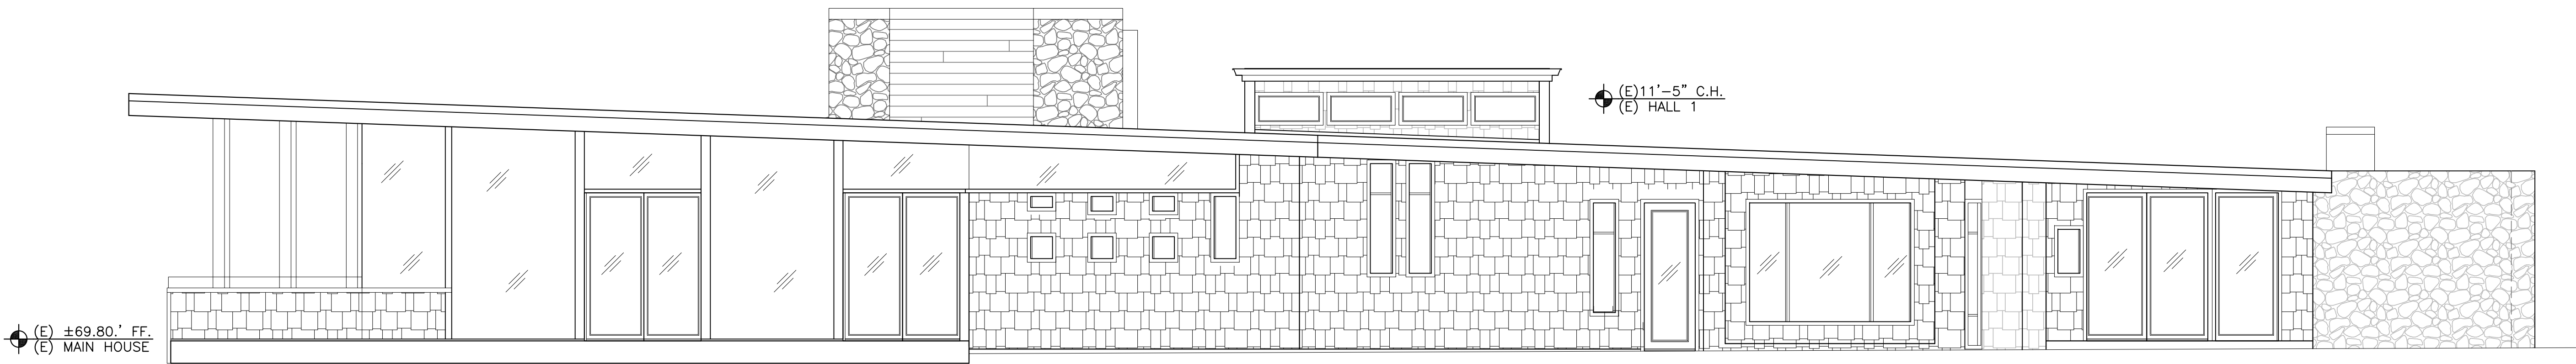 (E)11'-5" C.H.
(E) HALL 1
(E) ±69.80.' FF.
(E) MAIN HOUSE